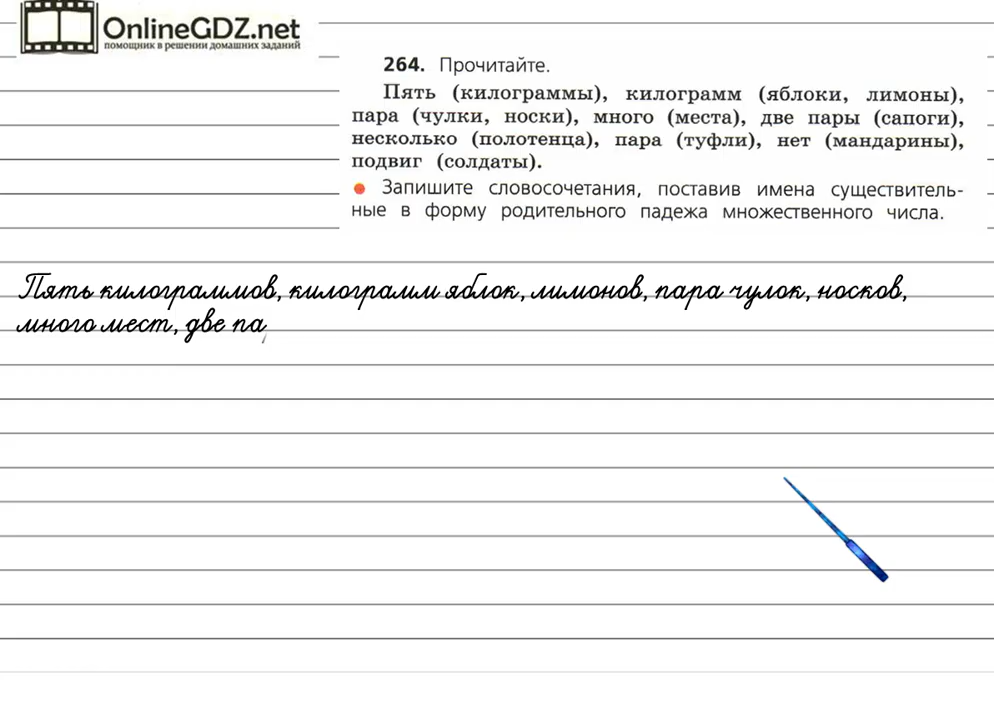 OnlineGDZ.net
помощник в решении домашних заданий
264. Прочитайте.
Пять (килограммы), килограмм (яблоки, лимоны),
пара (чулки, носки), много (места), две пары (сапоги),
несколько (полотенца), пара (туфли), нет (мандарины),
подвиг (солдаты).
Запишите словосочетания, поставив имена существитель-
ные в форму родительного падежа множественного числа.
Пять килограммов, килограмм яблок, лимонов, пара чулок, носков,
много мест, две па